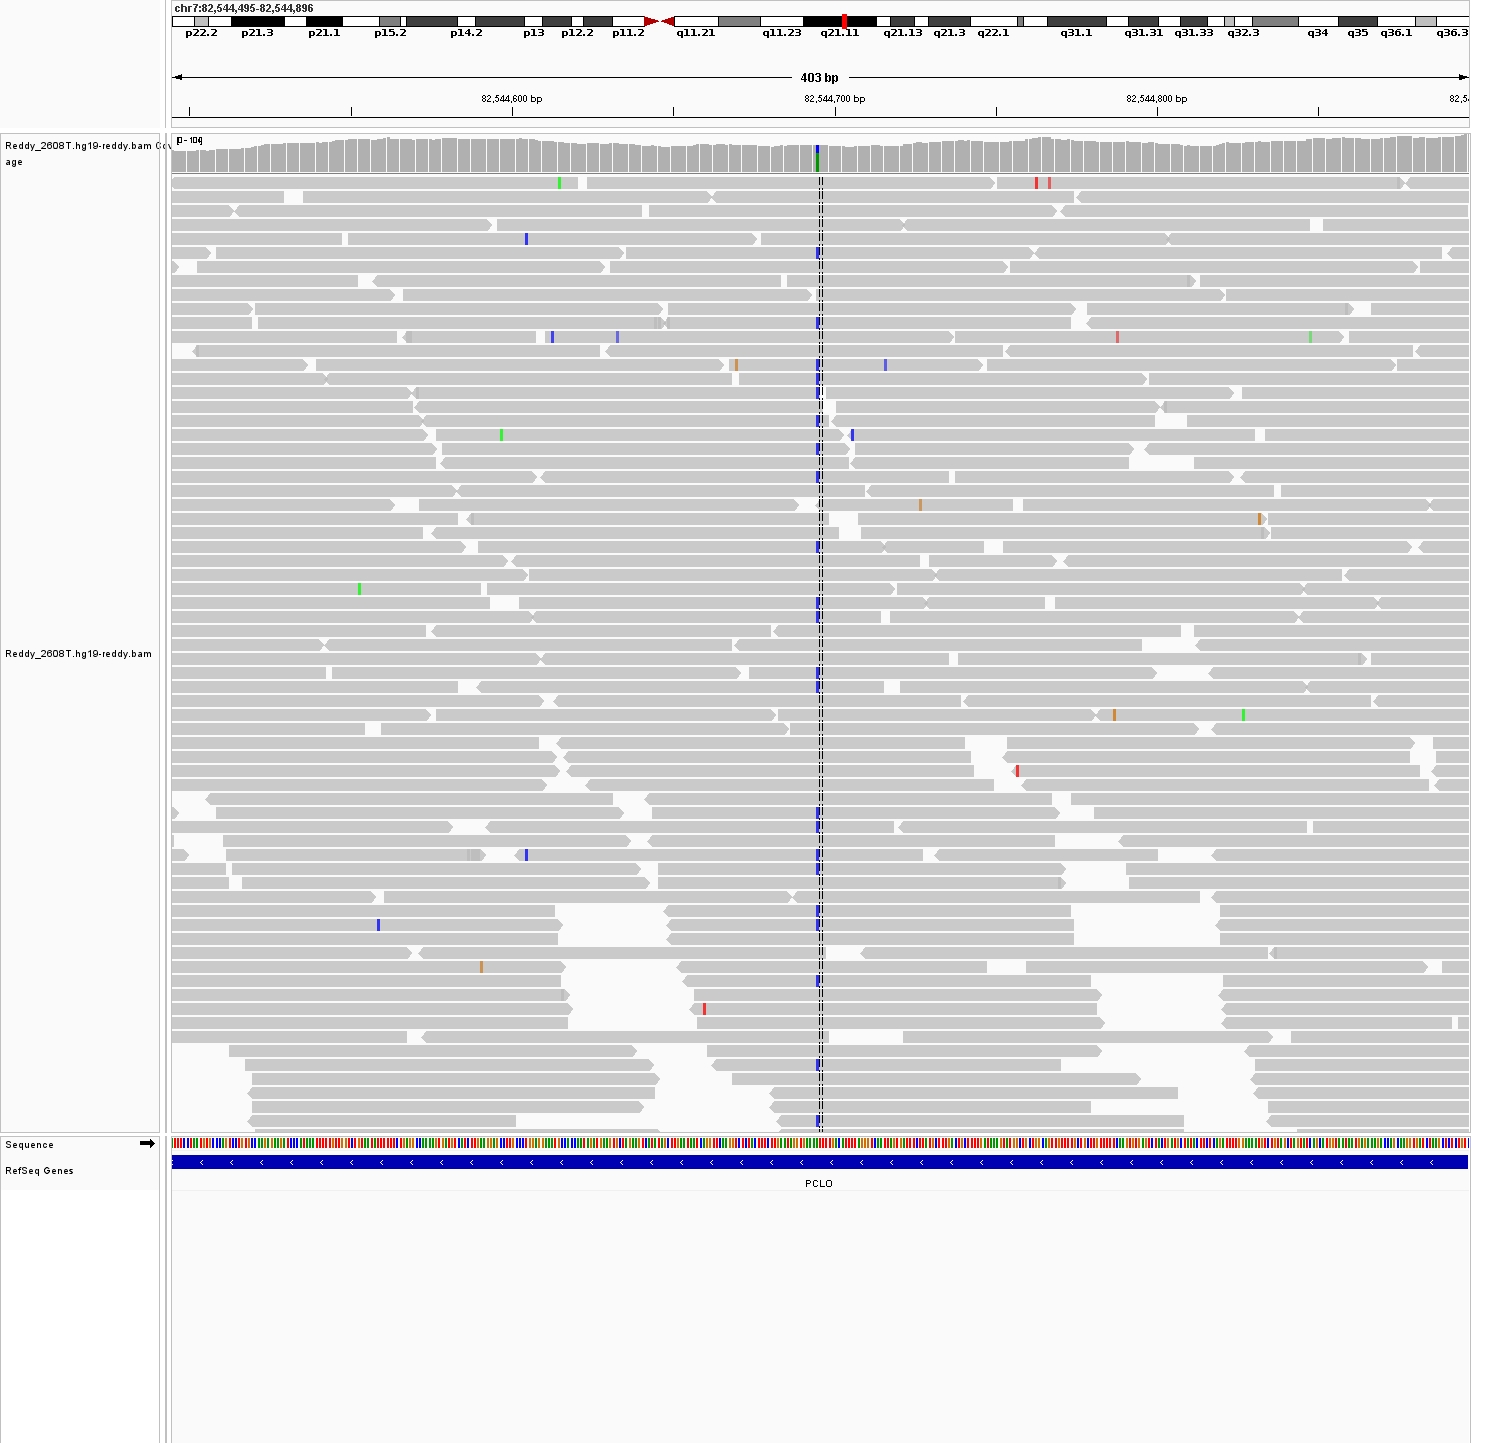 chr7:82,544,495-82,544,896
p22.2 p21.3 p21.1 p15.2 p14.2 p13 p12.2 p11.2 q11.21 q11.23 q21.11 q21.13 q21.3 q22.1 q31.1 q31.31 q31.33 q32.3 q34 q35 q36.1 q36.3
403 bp
82,544,600 bp 82,544,700 bp 82,544,800 bp 82,5
Reddy_2608T.hg19-reddy.bam Cov
age
[0 - 104]
Reddy_2608T.hg19-reddy.bam
Sequence
RefSeq Genes
PCLO